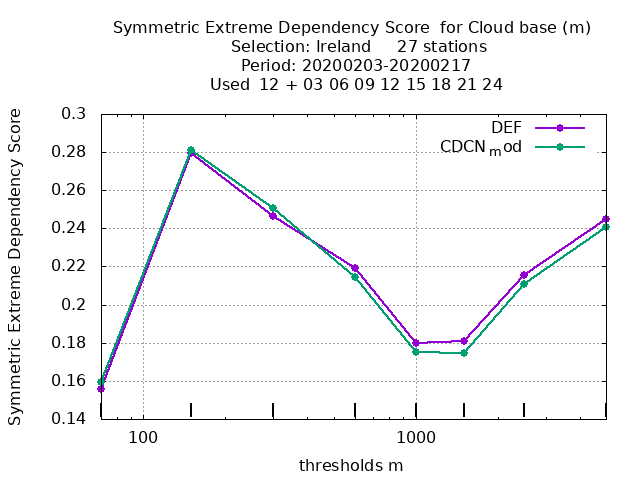 Symmetric Extreme Dependency Score for Cloud base (m)
Selection: Ireland 27 stations
Period: 20200203-20200217
Used 12 + 03 06 09 12 15 18 21 24
Symmetric Extreme Dependency Score
0.3
0.28
0.26
0.24
0.22
0.2
0.18
0.16
0.14
DEF
CDCNmod
100
1000
thresholds m